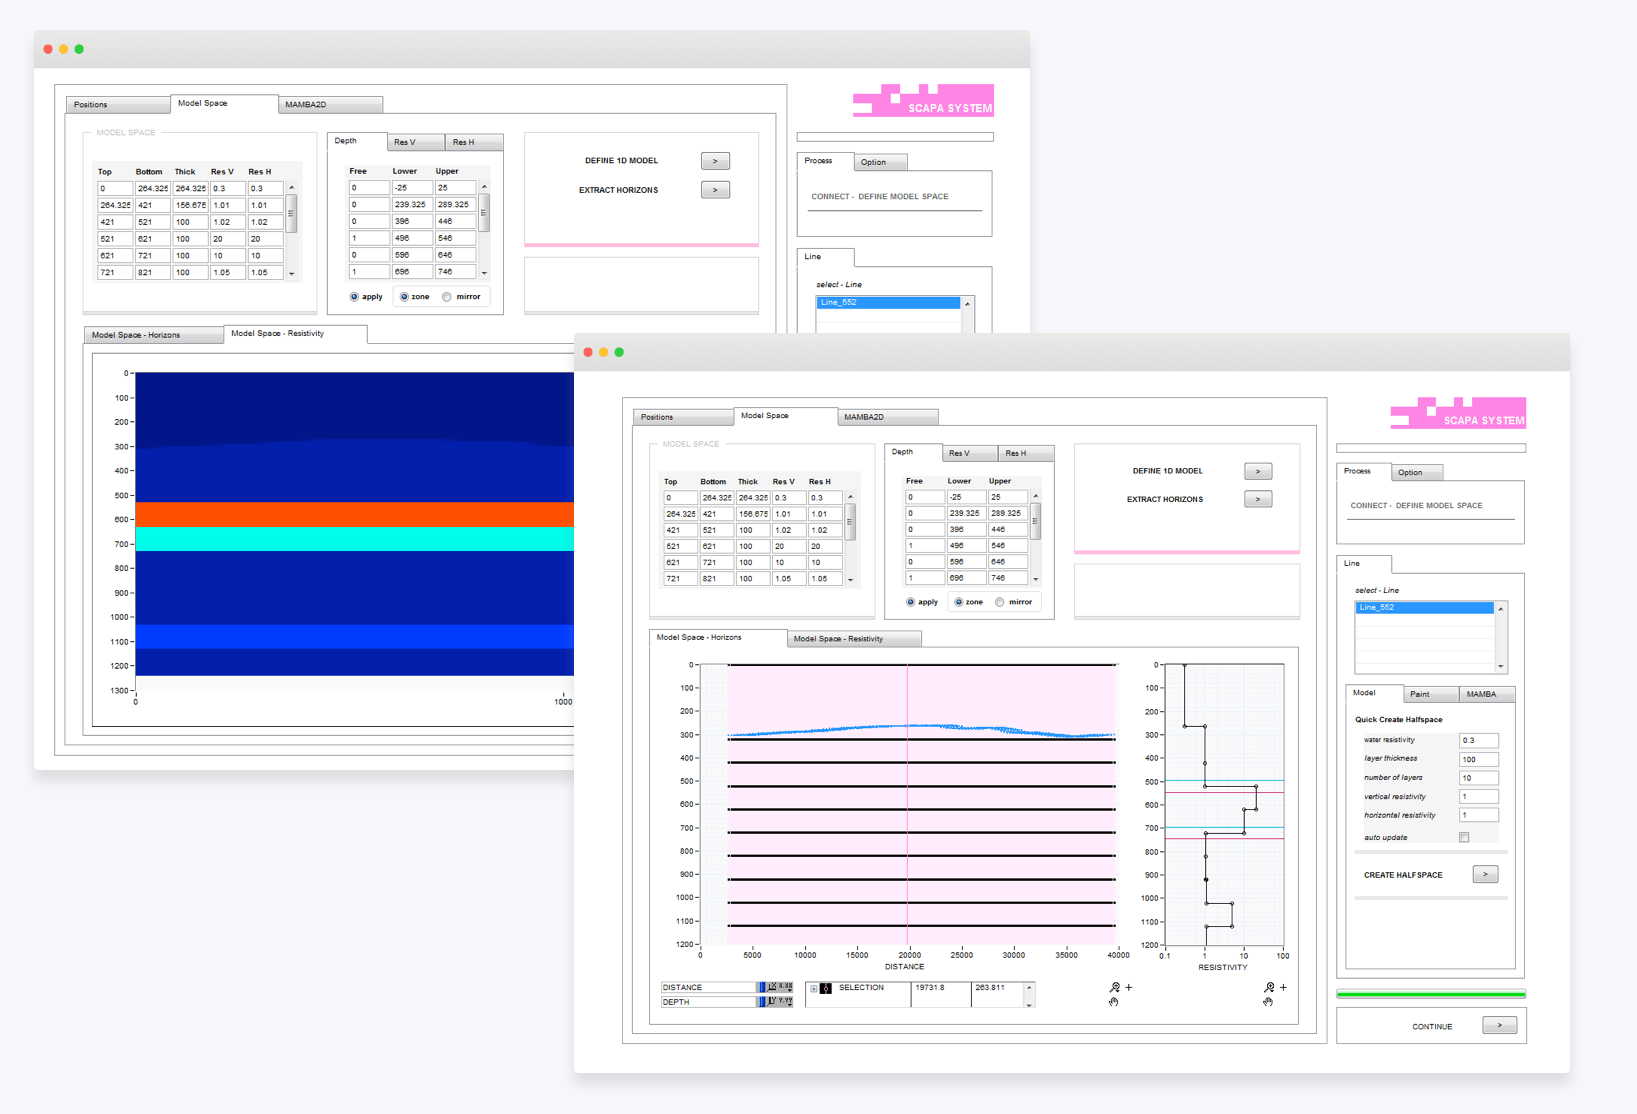 Positions Model Space MAMBA2D
SCAPA SYSTEM
MODEL SPACE
Depth Res V Res H
Top Bottom Thick Res V Res H
0 264.325 264.325 0.3 0.3
264.325 421 156.675 1.01 1.01
421 521 100 1.02 1.02
521 621 100 20 20
621 721 100 10 10
721 821 100 1.05 1.05
Free Lower Upper
0 -25 25
0 239.325 289.325
0 396 446
1 496 546
0 596 646
1 696 746
apply zone mirror
DEFINE 1D MODEL >
EXTRACT HORIZONS >
Process Option
CONNECT - DEFINE MODEL SPACE
Line
select - Line
Line_552
Model Space - Horizons Model Space - Resistivity
0
100
200
300
400
500
600
700
800
900
1000
1100
1200
1300
0 1000
Positions Model Space MAMBA2D
SCAPA SYSTEM
MODEL SPACE
Depth Res V Res H
Top Bottom Thick Res V Res H
0 264.325 264.325 0.3 0.3
264.325 421 156.675 1.01 1.01
421 521 100 1.02 1.02
521 621 100 20 20
621 721 100 10 10
721 821 100 1.05 1.05
Free Lower Upper
0 -25 25
0 239.325 289.325
0 396 446
1 496 546
0 596 646
1 696 746
apply zone mirror
DEFINE 1D MODEL >
EXTRACT HORIZONS >
Process Option
CONNECT - DEFINE MODEL SPACE
Line
select - Line
Line_552
Model Space - Horizons Model Space - Resistivity
0
100
200
300
400
500
600
700
800
900
1000
1100
1200
0 5000 10000 15000 20000 25000 30000 35000 40000
DISTANCE
0
100
200
300
400
500
600
700
800
900
1000
1100
1200
0.1 1 10 100
RESISTIVITY
DISTANCE X.XX
DEPTH Y.YY
SELECTION 19731.8 263.811
Model Paint MAMBA
Quick Create Halfspace
water resistivity 0.3
layer thickness 100
number of layers 10
vertical resistivity 1
horizontal resistivity 1
auto update
CREATE HALFSPACE >
CONTINUE >